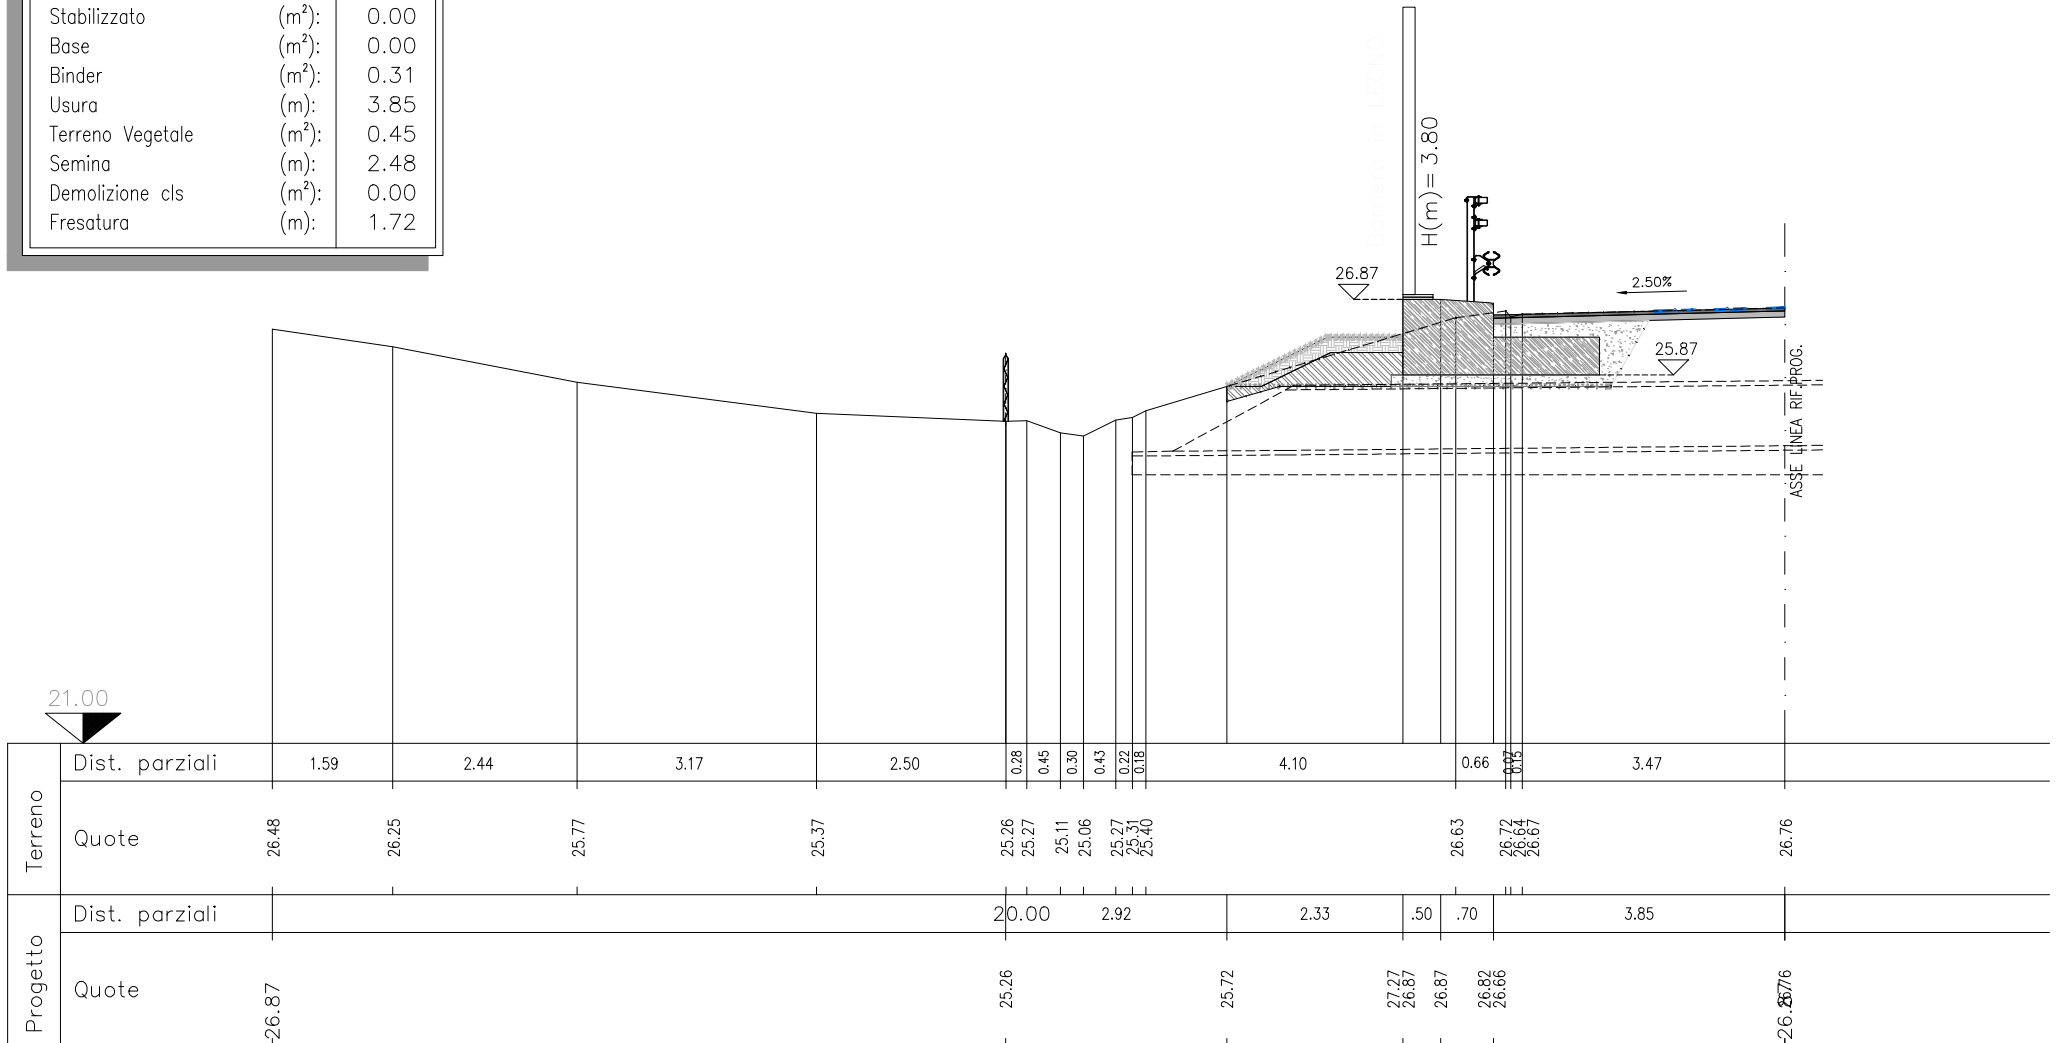 Stabilizzato (m²): 0.00
Base (m²): 0.00
Binder (m²): 0.31
Usura (m): 3.85
Terreno Vegetale (m²): 0.45
Semina (m): 2.48
Demolizione cls (m²): 0.00
Fresatura (m): 1.72
H(m)= 3.80
26.87
2.50%
25.87
ASSE LINEA RIF.PROG.
21.00
Terreno
Dist. parziali 1.59 2.44 3.17 2.50 0.28 0.45 0.30 0.43 0.22 0.18 4.10 0.66 0.07 0.15 3.47
Quote 26.48 26.25 25.77 25.37 25.26 25.27 25.11 25.06 25.27 25.31 25.40 26.63 26.72 26.64 26.67 26.76
Progetto
Dist. parziali 20.00 2.92 2.33 .50 .70 3.85
Quote 26.87 25.26 25.72 27.27 26.87 26.87 26.82 26.66 26.76